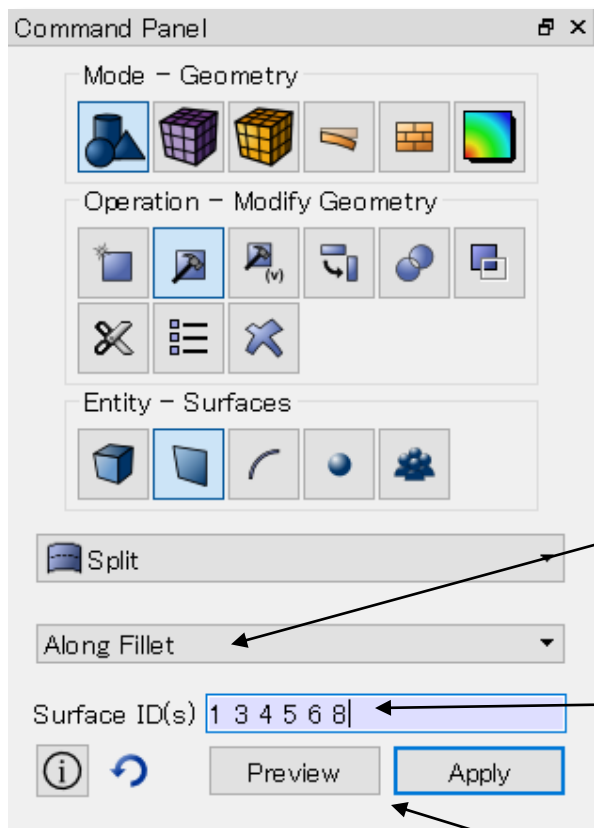 Command Panel
Mode - Geometry
Operation - Modify Geometry
(v)
Entity - Surfaces
Split
Along Fillet
Surface ID(s) 1 3 4 5 6 8
Preview Apply